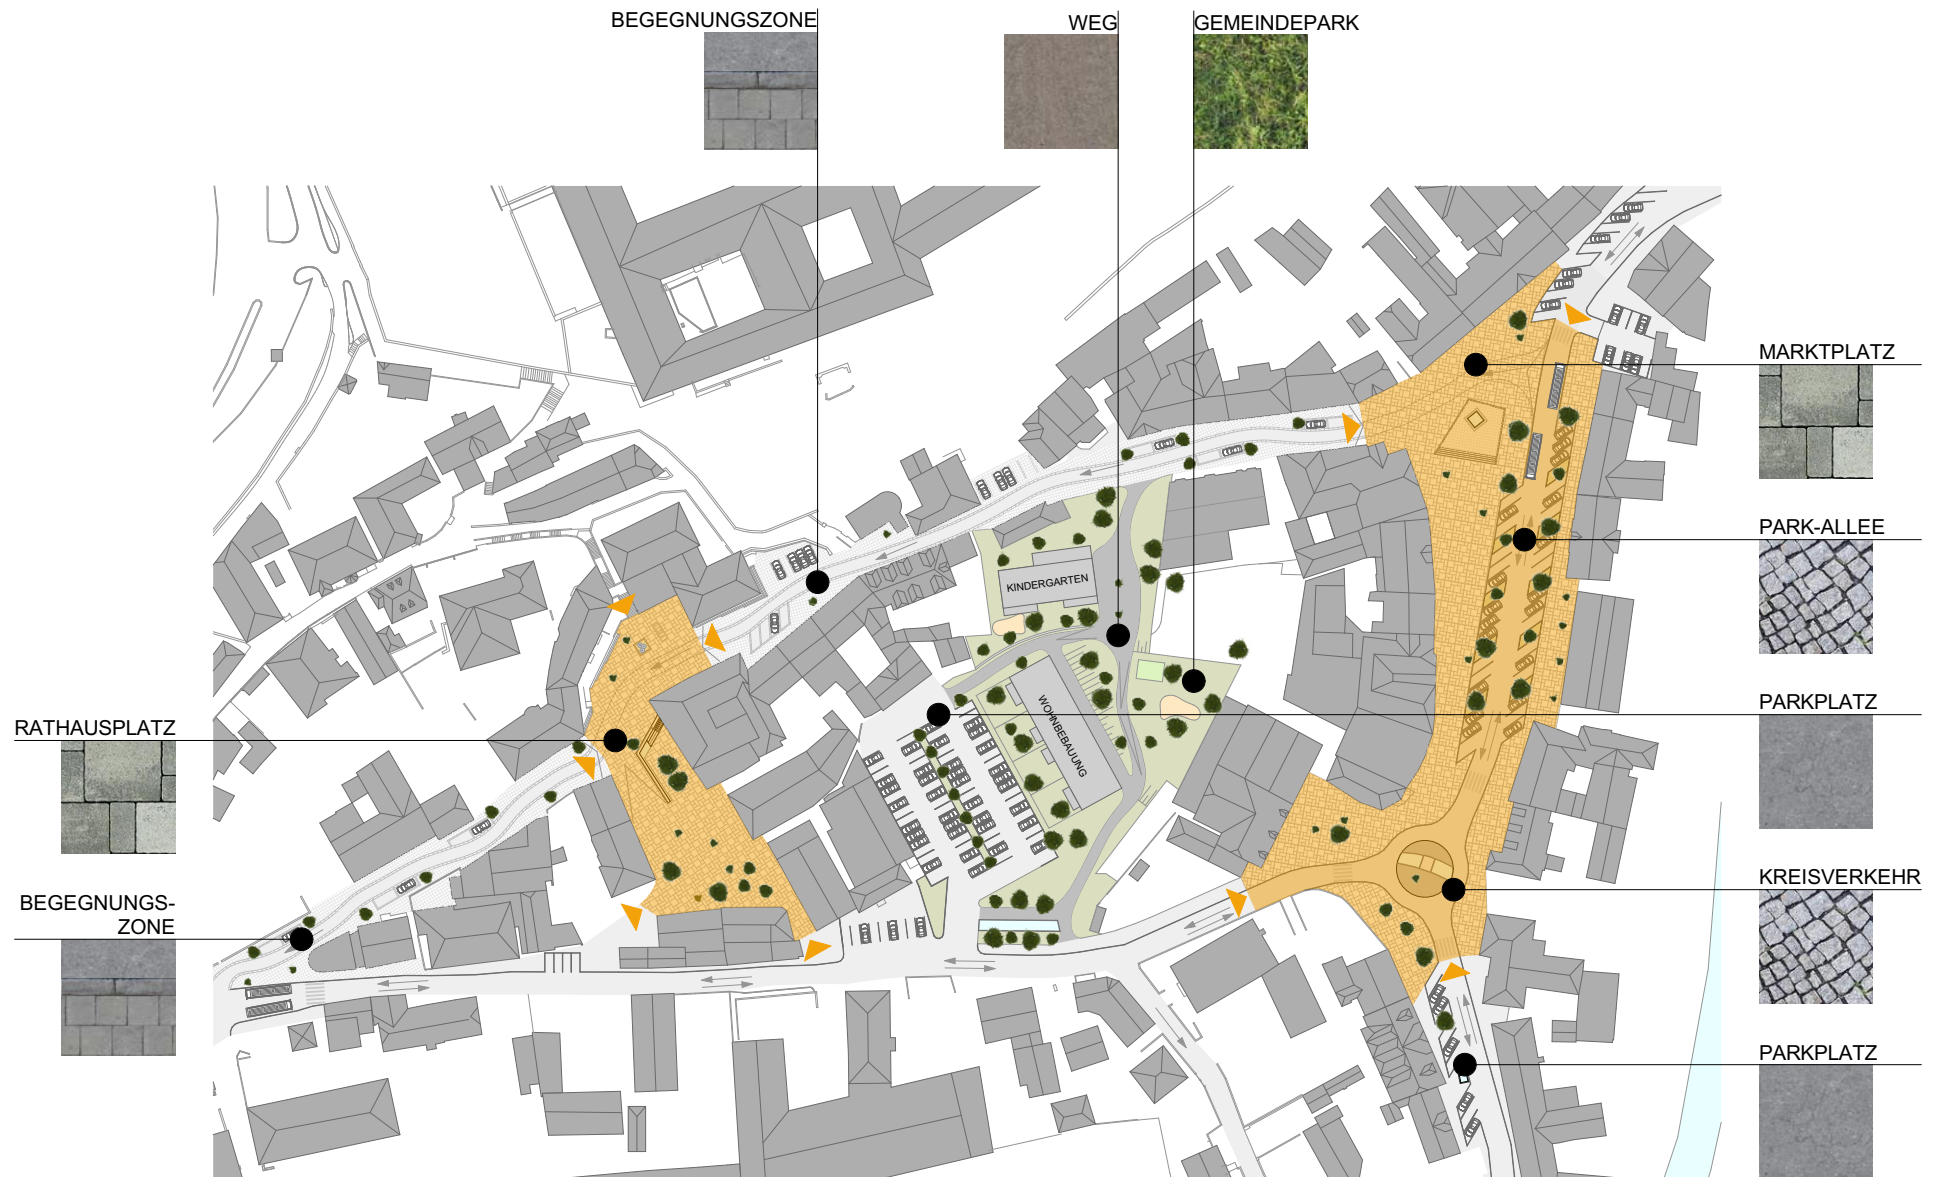 BEGEGNUNGSZONE
WEG
GEMEINDEPARK
MARKTPLATZ
PARK-ALLEE
KINDERGARTEN
WOHNBEBAUUNG
PARKPLATZ
RATHAUSPLATZ
KREISVERKEHR
BEGEGNUNGS-
ZONE
PARKPLATZ